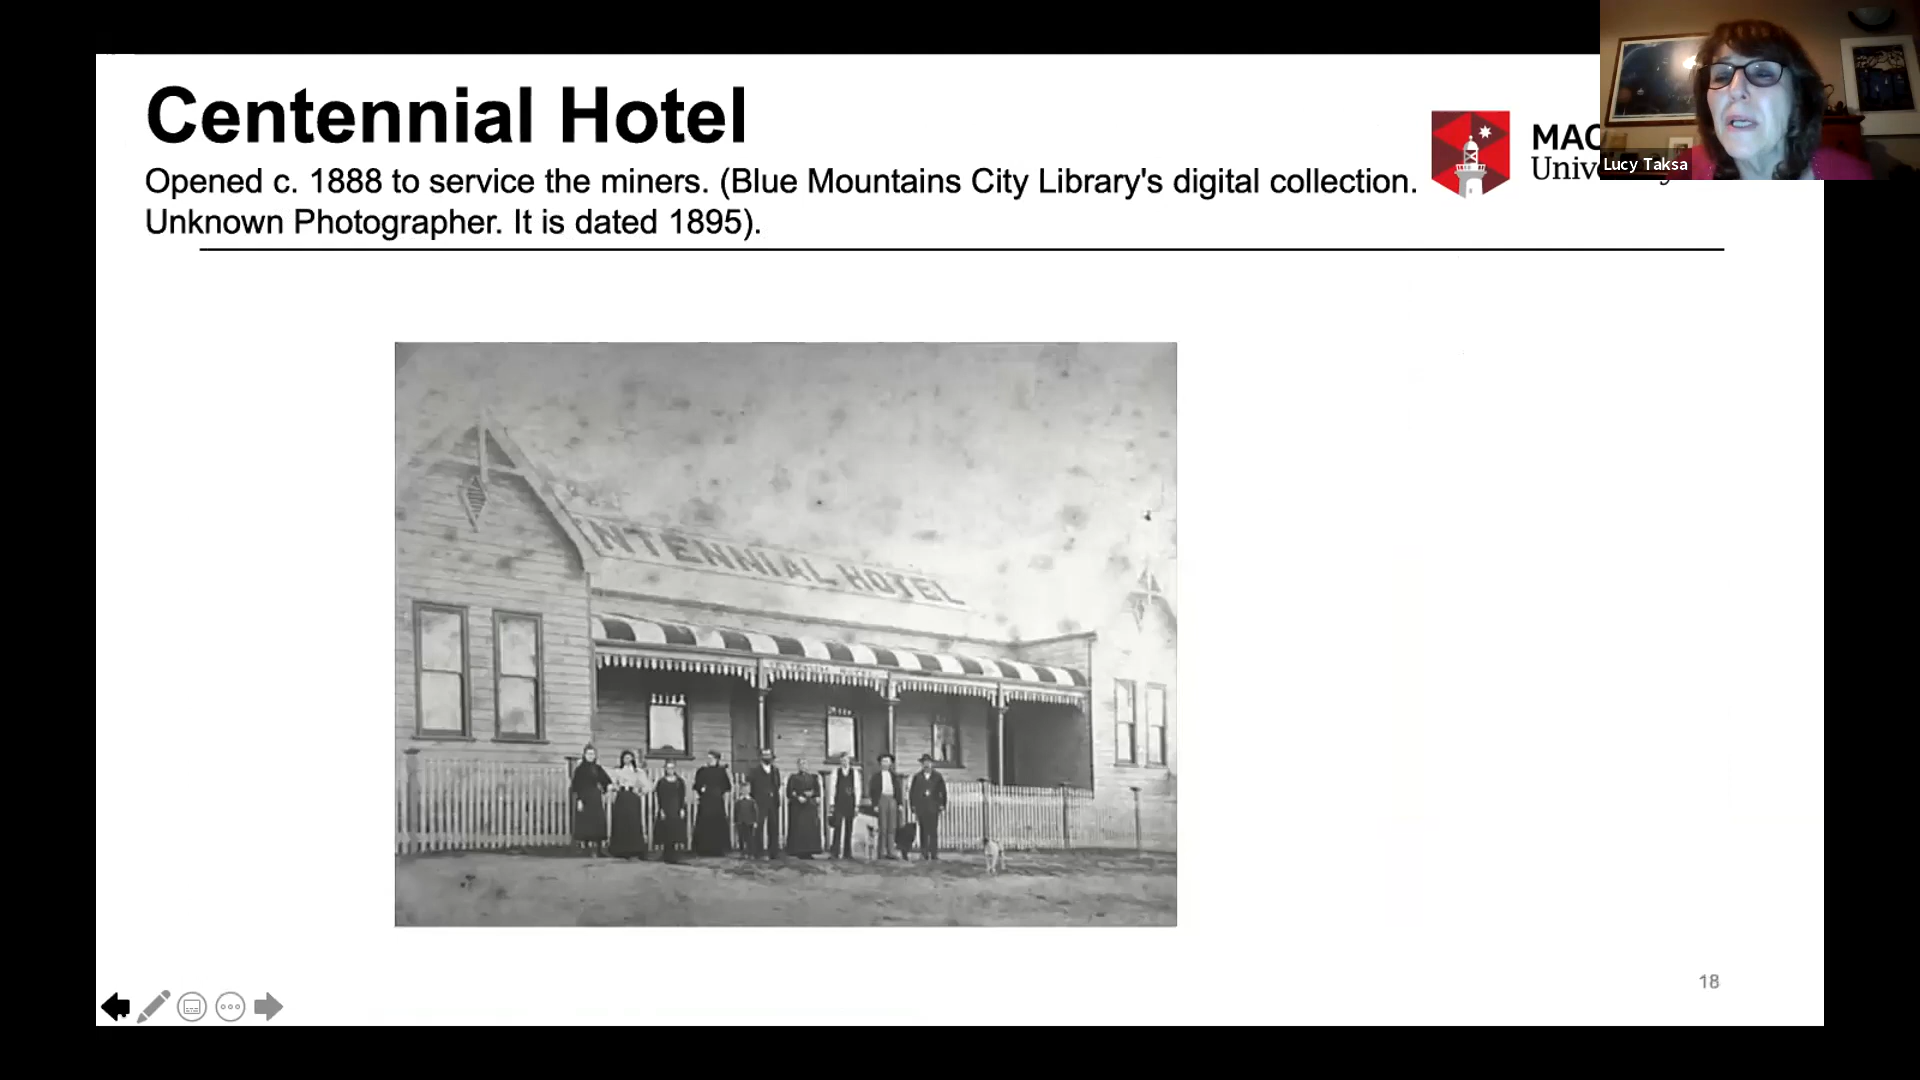 Centennial Hotel
Opened c. 1888 to service the miners. (Blue Mountains City Library's digital collection.
Unknown Photographer. It is dated 1895).
MAC
Univ
Lucy Taksa
NTENNIAL HOTEL
18